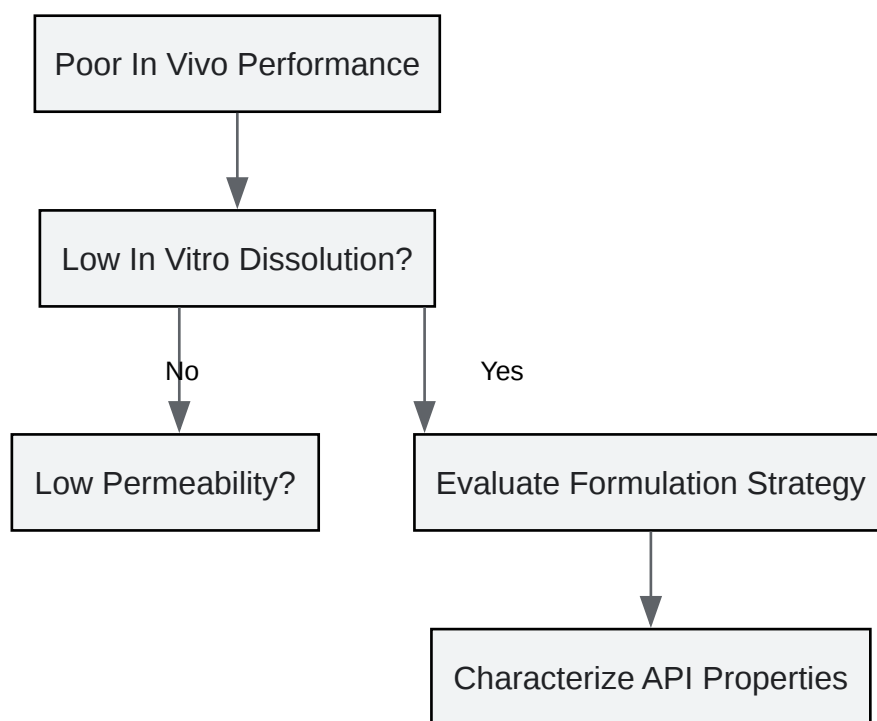 Poor In Vivo Performance
Low In Vitro Dissolution?
No
Yes
Low Permeability?
Evaluate Formulation Strategy
Characterize API Properties